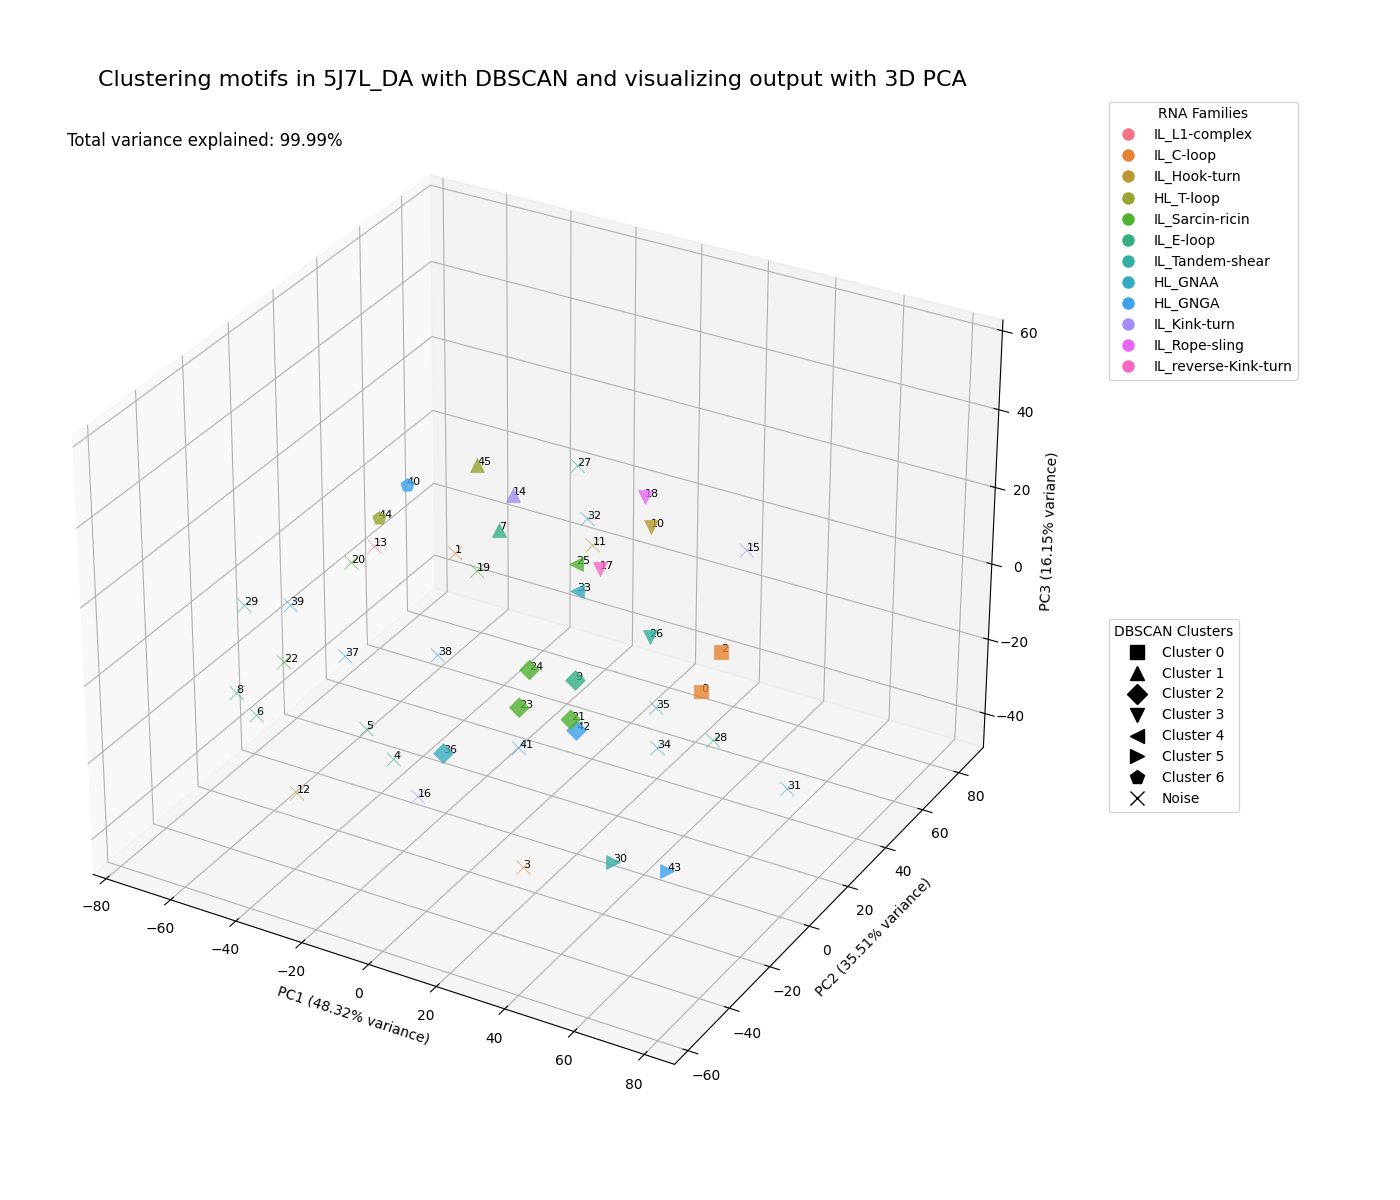 Clustering motifs in 5J7L_DA with DBSCAN and visualizing output with 3D PCA
Total variance explained: 99.99%
RNA Families
IL_L1-complex
IL_C-loop
IL_Hook-turn
HL_T-loop
IL_Sarcin-ricin
IL_E-loop
IL_Tandem-shear
HL_GNAA
HL_GNGA
IL_Kink-turn
IL_Rope-sling
IL_reverse-Kink-turn
60
40
20
0
−20
−40
PC3 (16.15% variance)
45
27
40
14
18
44
32
10
7
13
11
15
1
20
25
17
19
33
29
39
26
2
38
37
22
24
9
0
8
23
35
6
21
5
42
28
41
34
36
4
31
12
16
30
3
43
DBSCAN Clusters
Cluster 0
Cluster 1
Cluster 2
Cluster 3
Cluster 4
Cluster 5
Cluster 6
Noise
80
60
40
20
0
−20
−40
−60
PC2 (35.51% variance)
−80
−60
−40
−20
0
20
40
60
80
PC1 (48.32% variance)